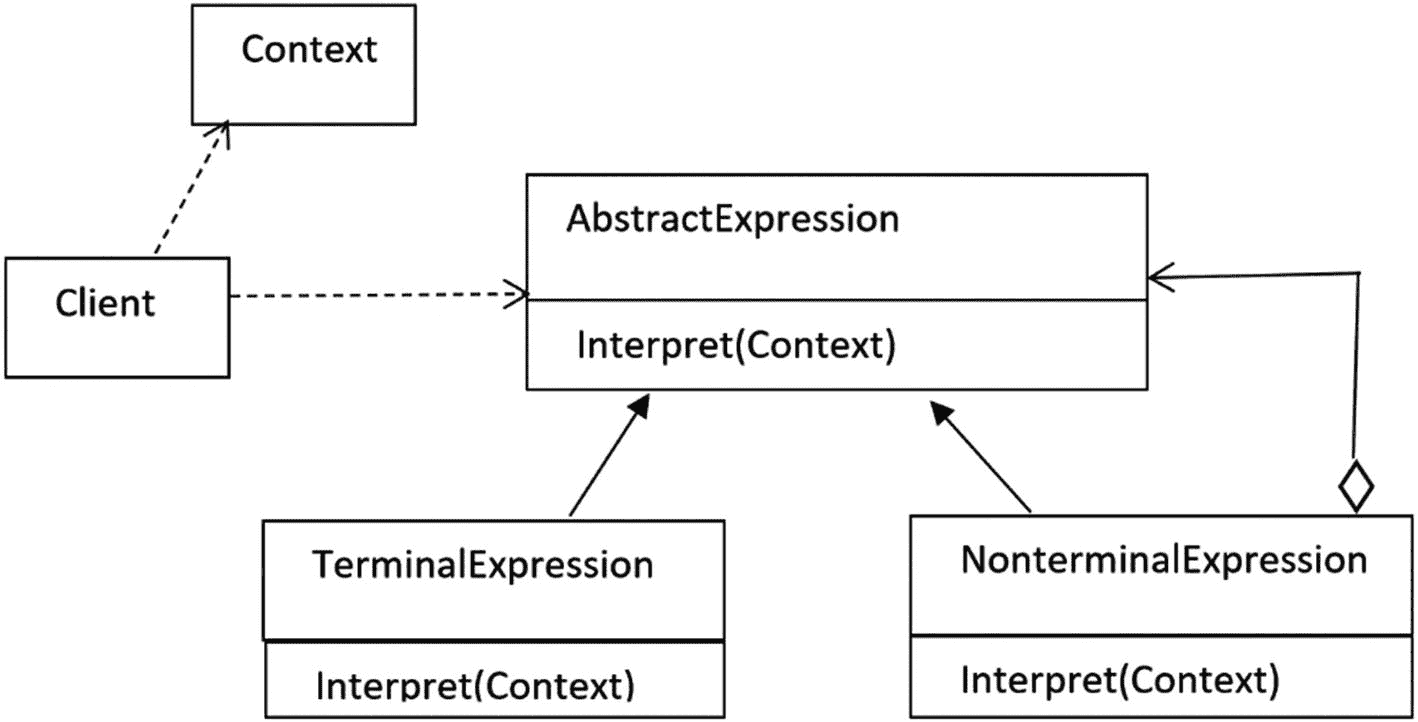 Context
AbstractExpression
Client
Interpret(Context)
TerminalExpression
NonterminalExpression
Interpret(Context)
Interpret(Context)